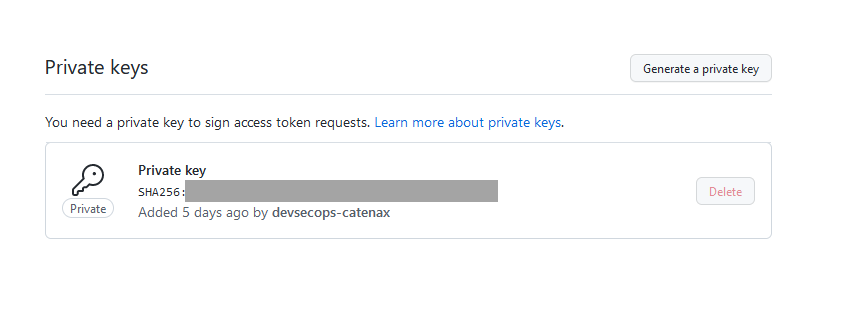 Private keys
Generate a private key
You need a private key to sign access token requests. Learn more about private keys.
Private key
SHA256:
Private
Added 5 days ago by devsecops-catenax
Delete